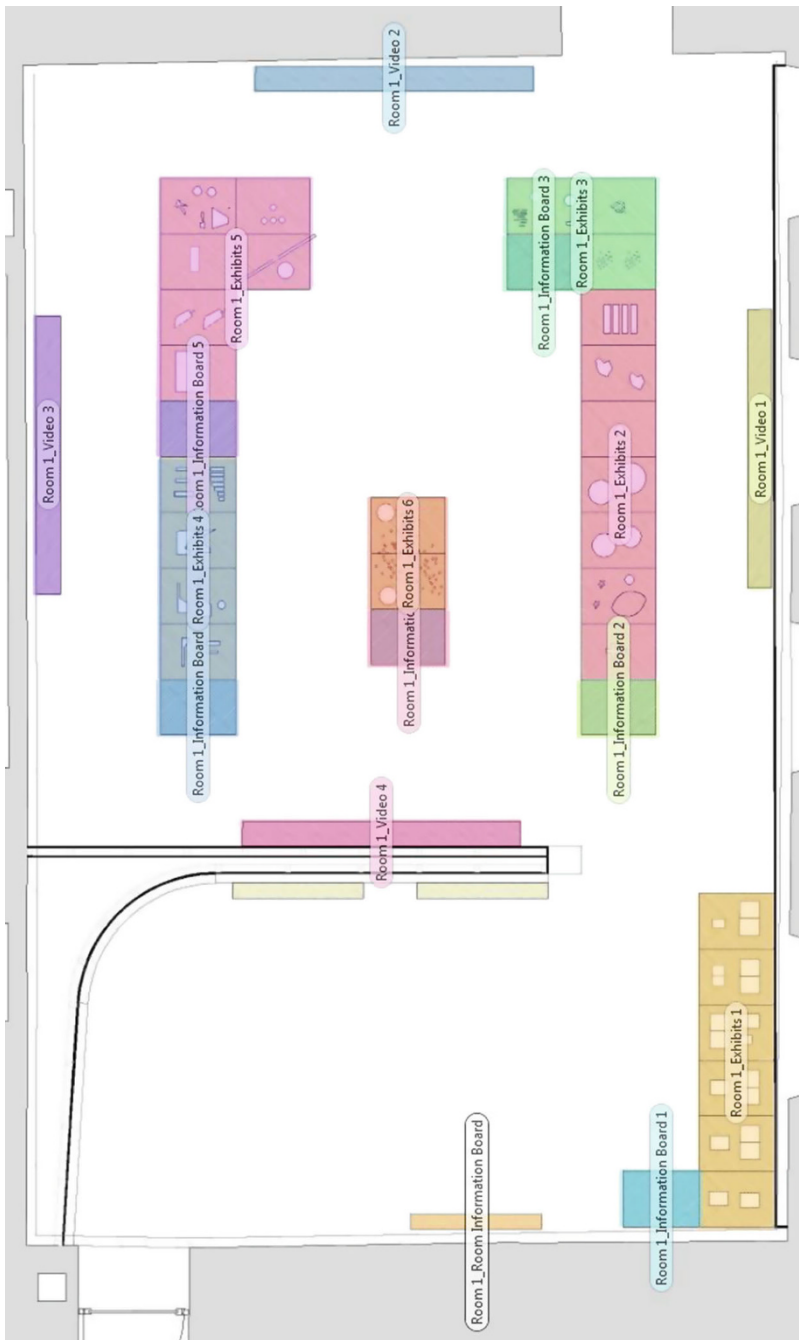 Room 1_Video 2
Room 1_Information Board 3
Room 1_Exhibits 3
Room 1_Exhibits 5
Room 1_Video 3
Room 1_Information Board 5
Room 1_Video 1
Room 1_Exhibits 2
Room 1_Exhibits 4
Room 1_Exhibits 6
Room 1_Information Board
Room 1_Informatic
Room 1_Information Board 2
Room 1_Video 4
Room 1_Exhibits 1
Room 1_Information Board 1
Room 1_Room Information Board